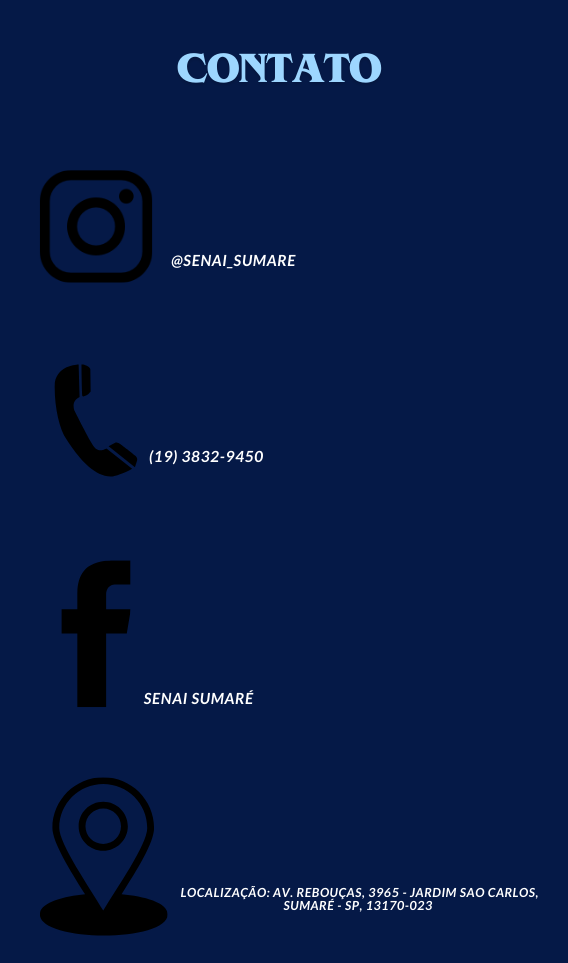 CONTATO
@SENAI_SUMARE
(19) 3832-9450
SENAI SUMARÉ
LOCALIZAÇÃO: AV. REBOUÇAS, 3965 - JARDIM SAO CARLOS,
SUMARÉ - SP, 13170-023